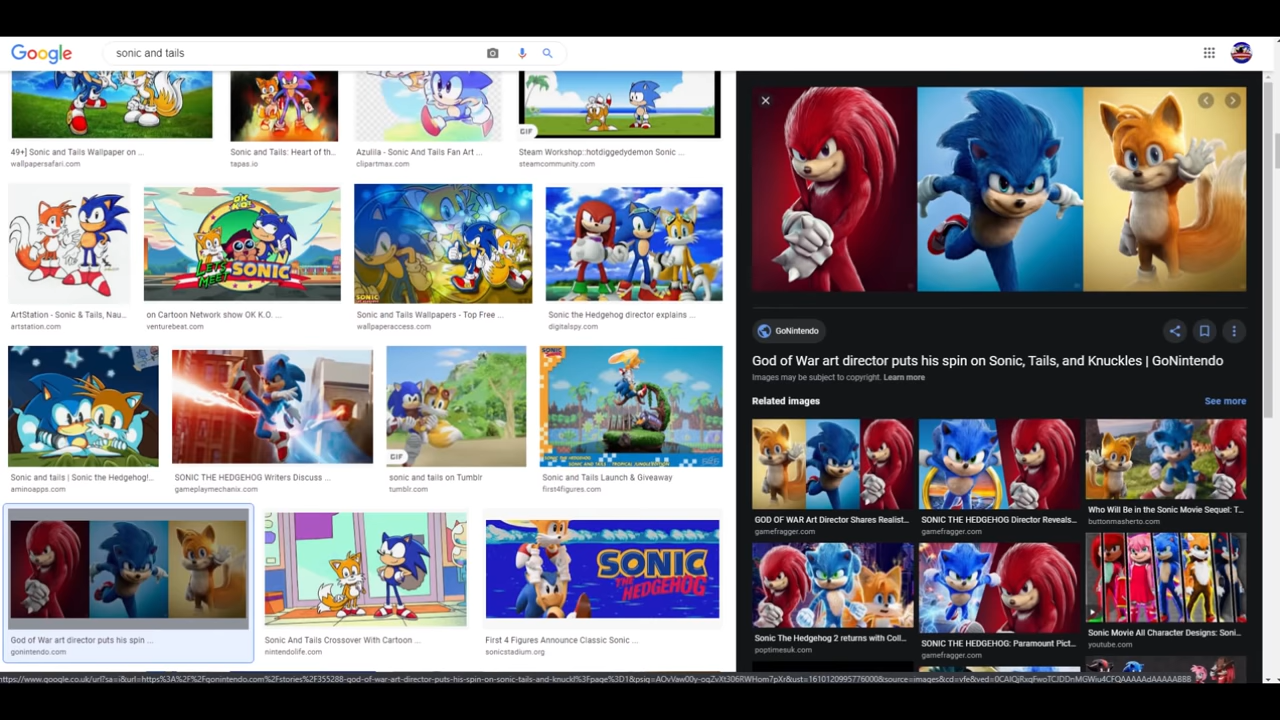 Google
sonic and tails
49+] Sonic and Tails Wallpaper on ...
wallpapersafari.com
Sonic and Tails: Heart of th...
tapas.io
Azulila - Sonic And Tails Fan Art ...
clipartmax.com
GIF
Steam Workshop::hotdiggedydemon Sonic ...
steamcommunity.com
ArtStation - Sonic & Tails, Nau...
artstation.com
OK K.O.
LET'S
MEET
SONIC
on Cartoon Network show OK K.O. ...
venturebeat.com
SONIC
Sonic and Tails Wallpapers - Top Free ...
wallpaperaccess.com
Sonic the Hedgehog director explains ...
digitalspy.com
Sonic and tails | Sonic the Hedgehog!...
aminoapps.com
SONIC THE HEDGEHOG Writers Discuss ...
gameplaymechanix.com
GIF
sonic and tails on Tumblr
tumblr.com
Sonic and Tails Launch & Giveaway
first4figures.com
God of War art director puts his spin ...
gonintendo.com
Sonic And Tails Crossover With Cartoon ...
nintendolife.com
SONIC
THE HEDGEHOG
First 4 Figures Announce Classic Sonic ...
sonicstadium.org
GoNintendo
God of War art director puts his spin on Sonic, Tails, and Knuckles | GoNintendo
Images may be subject to copyright. Learn more
Related images
See more
GOD OF WAR Art Director Shares Realist...
gamefragger.com
SONIC THE HEDGEHOG Director Reveals...
gamefragger.com
Who Will Be in the Sonic Movie Sequel: T...
buttonmasherto.com
Sonic The Hedgehog 2 returns with Coll...
poptimesuk.com
SONIC THE HEDGEHOG: Paramount Pict...
gamefragger.com
Sonic Movie All Character Designs: Soni...
youtube.com